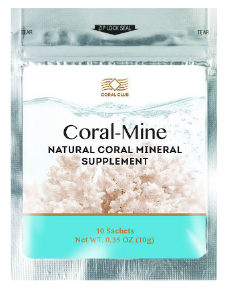 ZIP LOCK SEAL
TEAR TEAR
CORAL CLUB
Coral-Mine
NATURAL CORAL MINERAL
SUPPLEMENT
10 Sachets
Net WT. 0.35 OZ (10g)